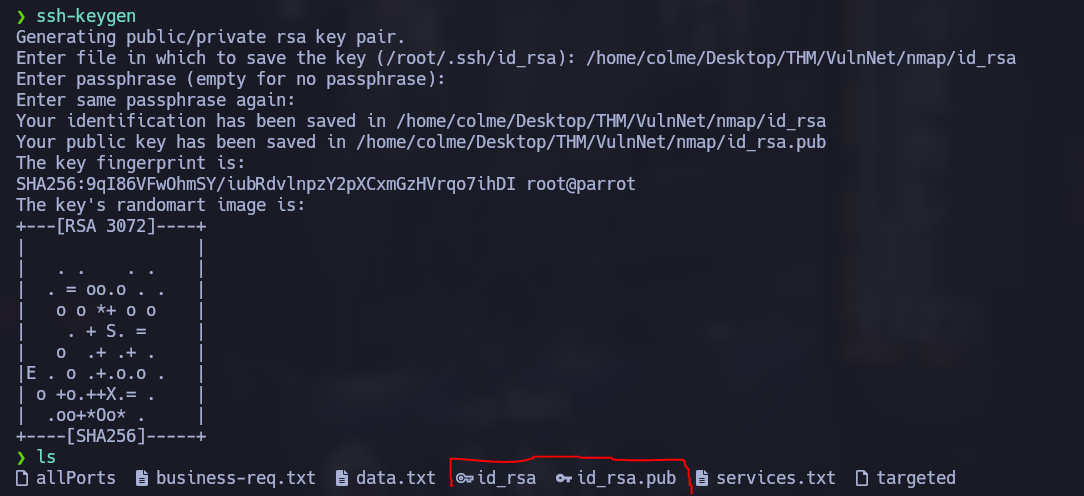 ❯ ssh-keygen
Generating public/private rsa key pair.
Enter file in which to save the key (/root/.ssh/id_rsa): /home/colme/Desktop/THM/VulnNet/nmap/id_rsa
Enter passphrase (empty for no passphrase):
Enter same passphrase again:
Your identification has been saved in /home/colme/Desktop/THM/VulnNet/nmap/id_rsa
Your public key has been saved in /home/colme/Desktop/THM/VulnNet/nmap/id_rsa.pub
The key fingerprint is:
SHA256:9qI86VFwOhmSY/iubRdvlnpzY2pXCxmGzHVrqo7ihDI root@parrot
The key's randomart image is:
+---[RSA 3072]----+
|                 |
|   . .    . .    |
|  . = oo.o . .   |
|   o o *+ o o    |
|    . + S. =     |
|   o  .+ .+ .    |
|E . o .+.o.o .   |
| o +o.++X.= .    |
|  .oo+*Oo* .     |
+----[SHA256]-----+
❯ ls
allPorts business-req.txt data.txt id_rsa id_rsa.pub services.txt targeted